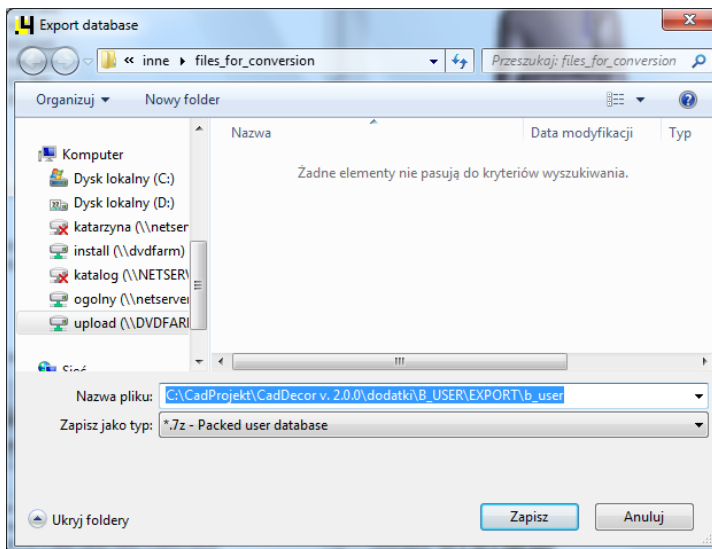 Export database
« inne ▸ files_for_conversion
Przeszukaj: files_for_conversion
Organizuj
Nowy folder
Nazwa
Data modyfikacji
Typ
Żadne elementy nie pasują do kryteriów wyszukiwania.
Komputer
Dysk lokalny (C:)
Dysk lokalny (D:)
katarzyna (\\netser
install (\\dvdfarm)
katalog (\\NETSER\
ogolny (\\netserver
upload (\\DVDFARI
Sieć
Nazwa pliku: C:\CadProjekt\CadDecor v. 2.0.0\dodatki\B_USER\EXPORT\b_user
Zapisz jako typ: *.7z - Packed user database
Ukryj foldery
Zapisz
Anuluj